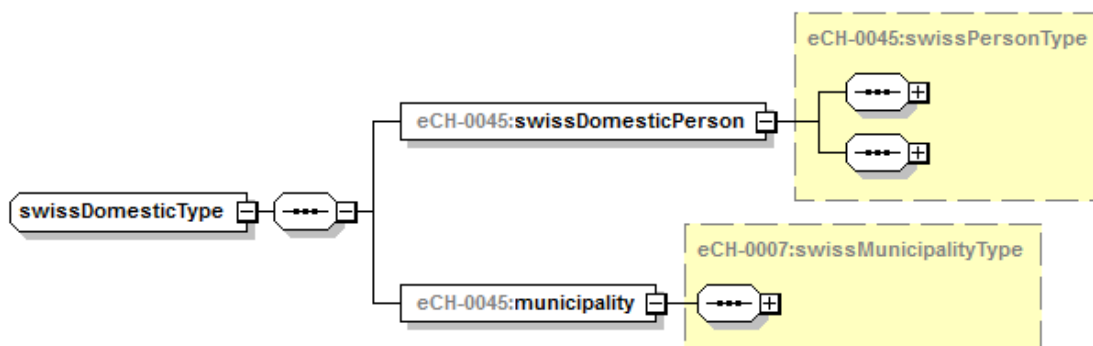 eCH-0045:swissPersonType
eCH-0045:swissDomesticPerson
swissDomesticType
eCH-0007:swissMunicipalityType
eCH-0045:municipality